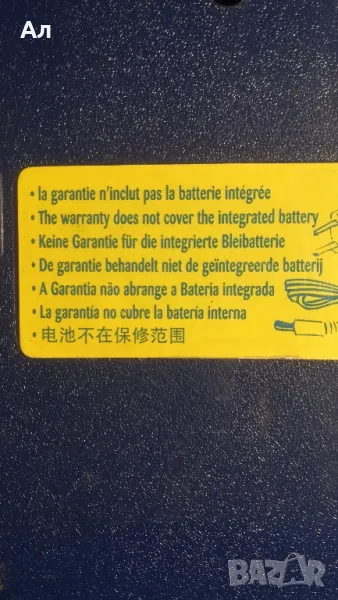 Ал
• la garantie n'inclut pas la batterie intégrée
• The warranty does not cover the integrated battery
• Keine Garantie für die integrierte Bleibatterie
• De garantie behandelt niet de geïntegreerde batterij
• A Garantia não abrange a Bateria integrada
• La garantía no cubre la batería interna
• 电池不在保修范围
BAZAR